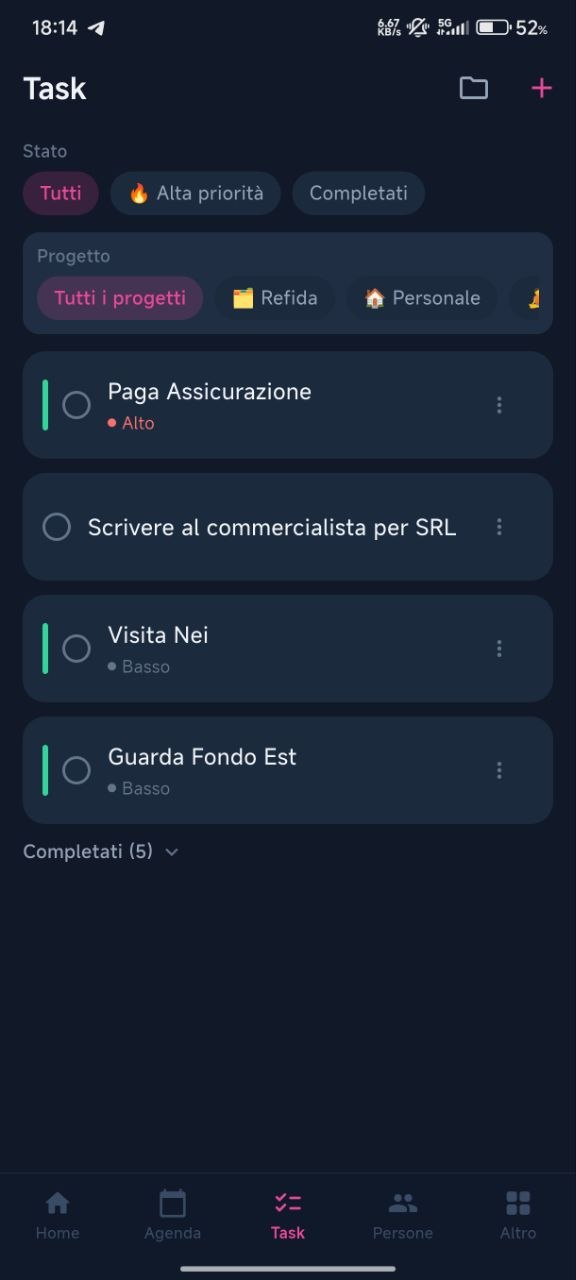 18:14
6.67 KB/s 5G 52%
Task
Stato
Tutti 🔥 Alta priorità Completati
Progetto
Tutti i progetti 🗂️ Refida 🏠 Personale
Paga Assicurazione
Alto
Scrivere al commercialista per SRL
Visita Nei
Basso
Guarda Fondo Est
Basso
Completati (5)
Home Agenda Task Persone Altro